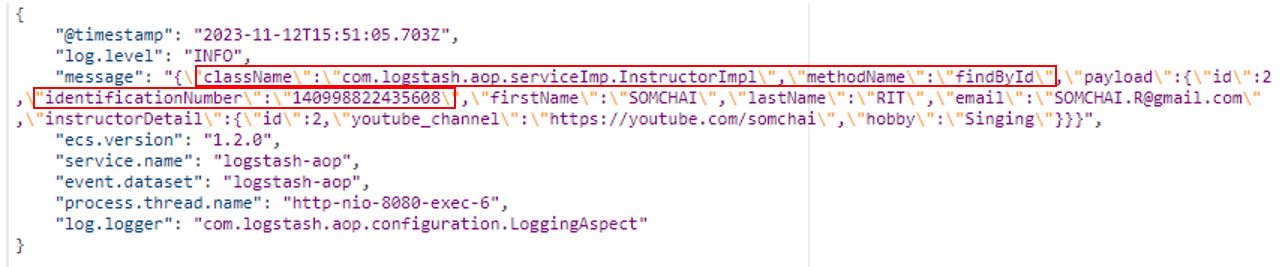 {
"@timestamp": "2023-11-12T15:51:05.703Z",
"log.level": "INFO",
"message": "{\"className\":\"com.logstash.aop.serviceImp.InstructorImpl\",\"methodName\":\"findById\",\"payload\":{\"id\":2
,\"identificationNumber\":\"140998822435608\",\"firstName\":\"SOMCHAI\",\"lastName\":\"RIT\",\"email\":\"SOMCHAI.R@gmail.com\"
,\"instructorDetail\":{\"id\":2,\"youtube_channel\":\"https://youtube.com/somchai\",\"hobby\":\"Singing\"}}}",
"ecs.version": "1.2.0",
"service.name": "logstash-aop",
"event.dataset": "logstash-aop",
"process.thread.name": "http-nio-8080-exec-6",
"log.logger": "com.logstash.aop.configuration.LoggingAspect"
}